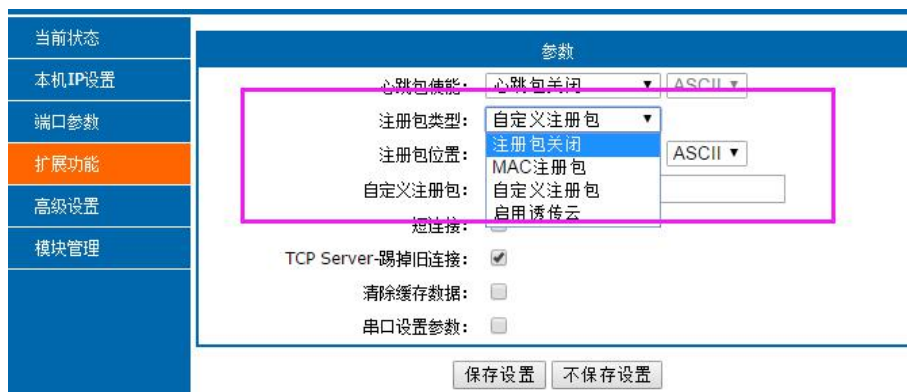 当前状态
本机IP设置
端口参数
扩展功能
高级设置
模块管理
参数
心跳包使能: 心跳包关闭 ASCII
注册包类型: 自定义注册包
注册包关闭
MAC注册包
自定义注册包
启用透传云
注册包位置: ASCII
自定义注册包:
短连接:
TCP Server-踢掉旧连接:
清除缓存数据:
串口设置参数:
保存设置 不保存设置